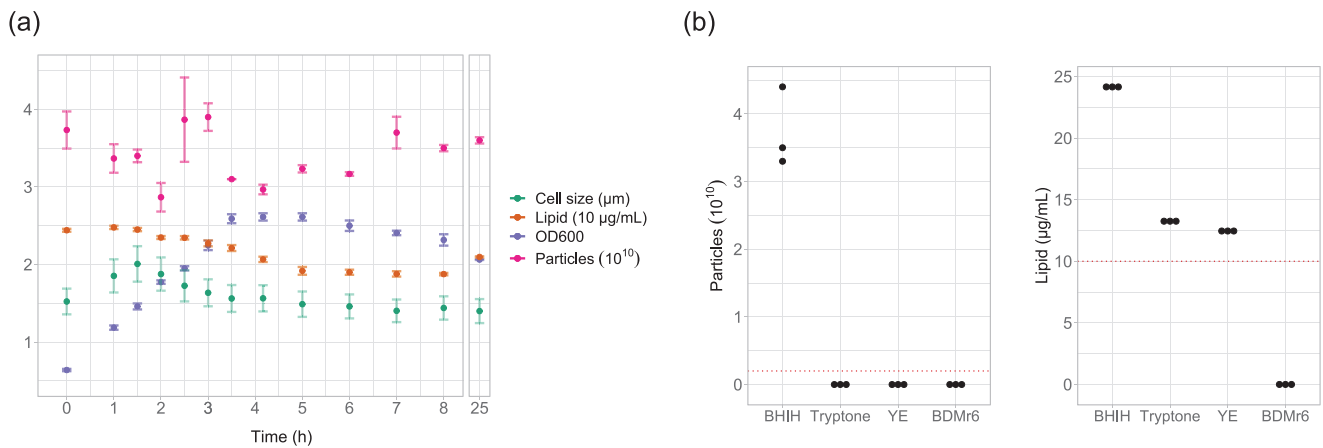 (a)
4
3
2
1
0 1 2 3 4 5 6 7 8 25
Time (h)
Cell size (μm)
Lipid (10 μg/mL)
OD600
Particles (10¹⁰)
(b)
Particles (10¹⁰)
4
3
2
1
0
BHIH Tryptone YE BDMr6
Lipid (μg/mL)
25
20
15
10
5
0
BHIH Tryptone YE BDMr6